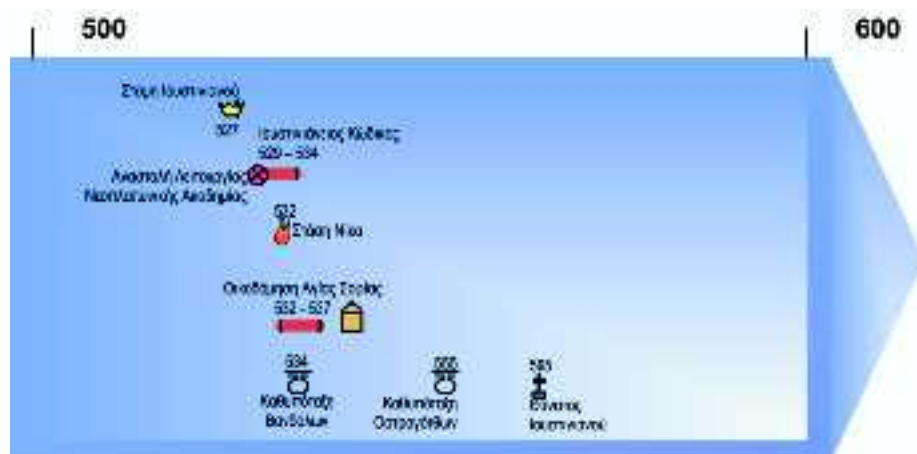 500
600
Στέψη Ιουστινιανού
527
Ιουστινιάνειος Κώδικας
529 – 534
Αναστολή λειτουργίας
Νεοπλατωνικής Ακαδημίας
532
Στάση Νίκα
Οικοδόμηση Αγίας Σοφίας
532 – 537
534
Καθυπόταξη
Βανδάλων
555
Καθυπόταξη
Οστρογότθων
565
Θάνατος
Ιουστινιανού